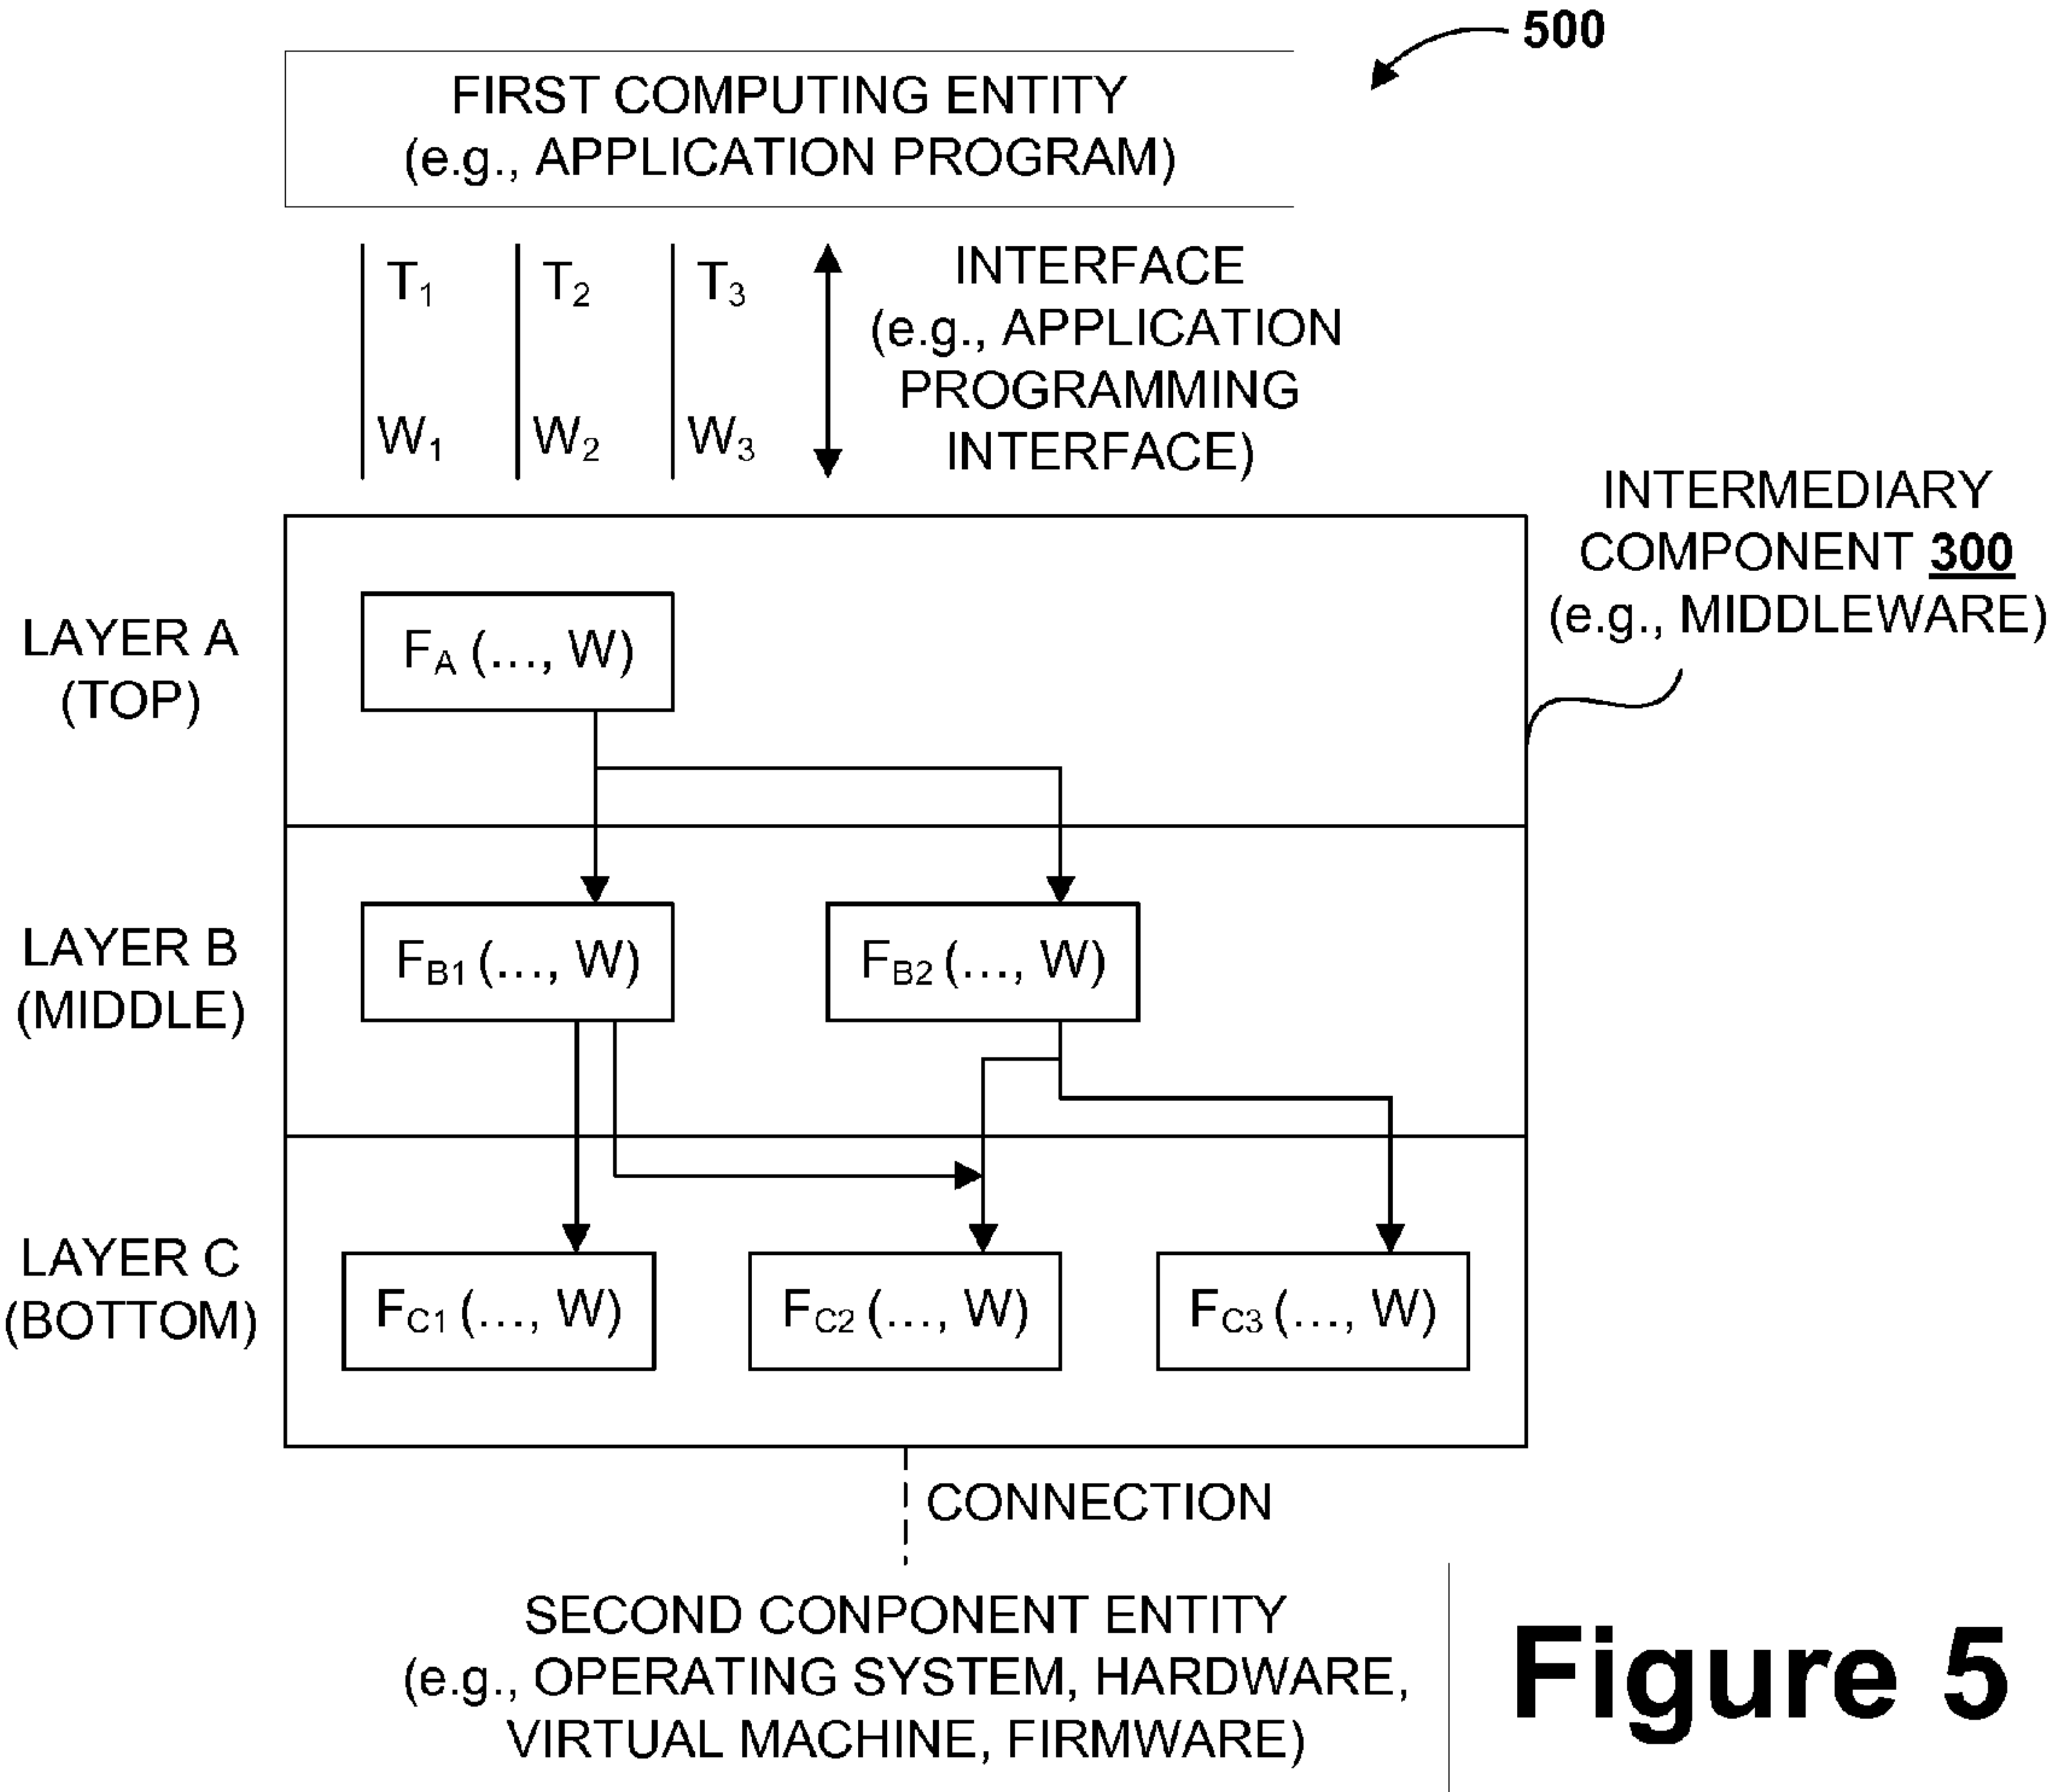 500
FIRST COMPUTING ENTITY
(e.g., APPLICATION PROGRAM)
T1 T2 T3
W1 W2 W3
INTERFACE
(e.g., APPLICATION
PROGRAMMING
INTERFACE)
INTERMEDIARY
COMPONENT 300
(e.g., MIDDLEWARE)
LAYER A
(TOP)
FA (..., W)
LAYER B
(MIDDLE)
FB1 (..., W)
FB2 (..., W)
LAYER C
(BOTTOM)
FC1 (..., W)
FC2 (..., W)
FC3 (..., W)
CONNECTION
SECOND CONPONENT ENTITY
(e.g., OPERATING SYSTEM, HARDWARE,
VIRTUAL MACHINE, FIRMWARE)
Figure 5